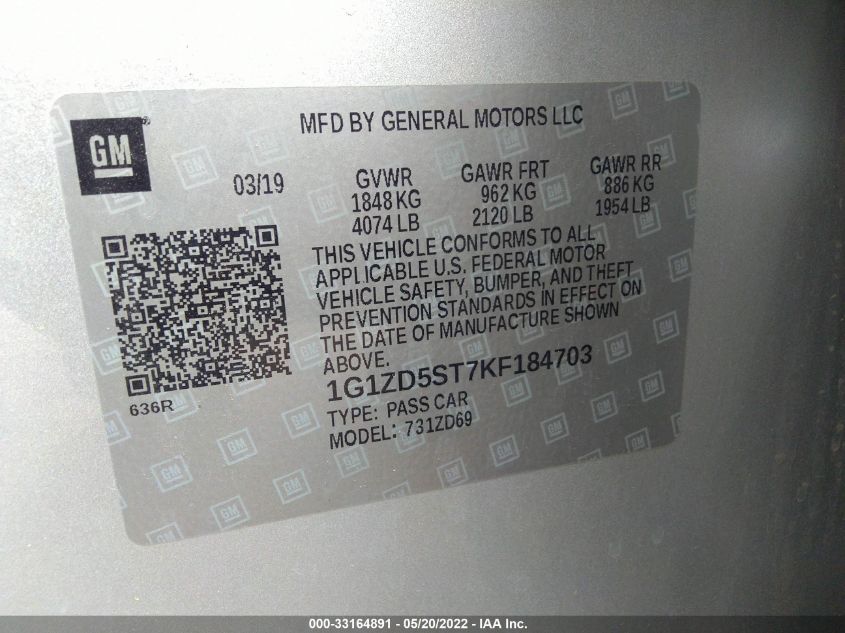 MFD BY GENERAL MOTORS LLC
GM
03/19
GVWR
1848 KG
4074 LB
GAWR FRT
962 KG
2120 LB
GAWR RR
886 KG
1954 LB
THIS VEHICLE CONFORMS TO ALL
APPLICABLE U.S. FEDERAL MOTOR
VEHICLE SAFETY, BUMPER, AND THEFT
PREVENTION STANDARDS IN EFFECT ON
THE DATE OF MANUFACTURE SHOWN
ABOVE.
1G1ZD5ST7KF184703
636R
TYPE: PASS CAR
MODEL: 731ZD69
000-33164891 - 05/20/2022 - IAA Inc.